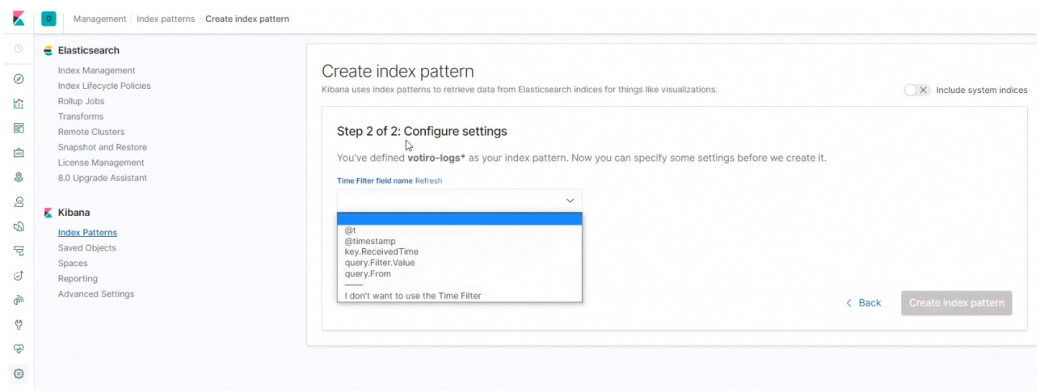 D Management / Index patterns / Create index pattern
Elasticsearch
Index Management
Index Lifecycle Policies
Rollup Jobs
Transforms
Remote Clusters
Snapshot and Restore
License Management
8.0 Upgrade Assistant
Kibana
Index Patterns
Saved Objects
Spaces
Reporting
Advanced Settings
Create index pattern
Kibana uses index patterns to retrieve data from Elasticsearch indices for things like visualizations.
Include system indices
Step 2 of 2: Configure settings
You've defined votiro-logs* as your index pattern. Now you can specify some settings before we create it.
Time Filter field name Refresh
@t
@timestamp
key.ReceivedTime
query.Filter.Value
query.From
I don't want to use the Time Filter
Back
Create index pattern